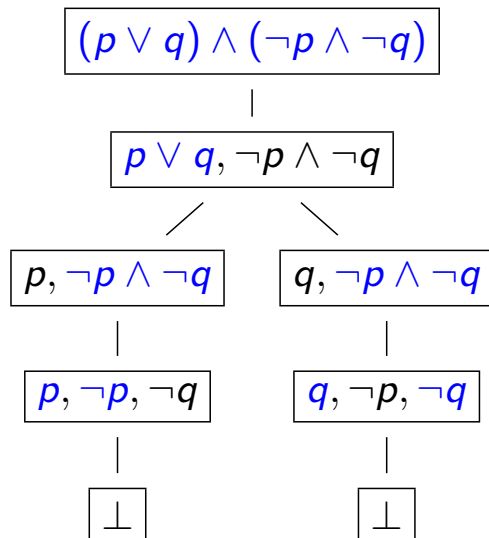 (p ∨ q) ∧ (¬p ∧ ¬q)
p ∨ q, ¬p ∧ ¬q
p, ¬p ∧ ¬q
q, ¬p ∧ ¬q
p, ¬p, ¬q
q, ¬p, ¬q
⊥
⊥